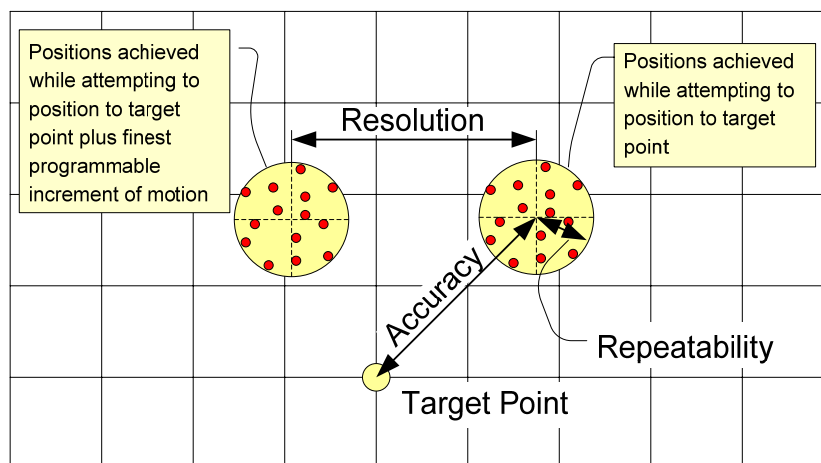 Positions achieved
while attempting to
position to target
point plus finest
programmable
increment of motion
Resolution
Positions achieved
while attempting to
position to target
point
Accuracy
Repeatability
Target Point